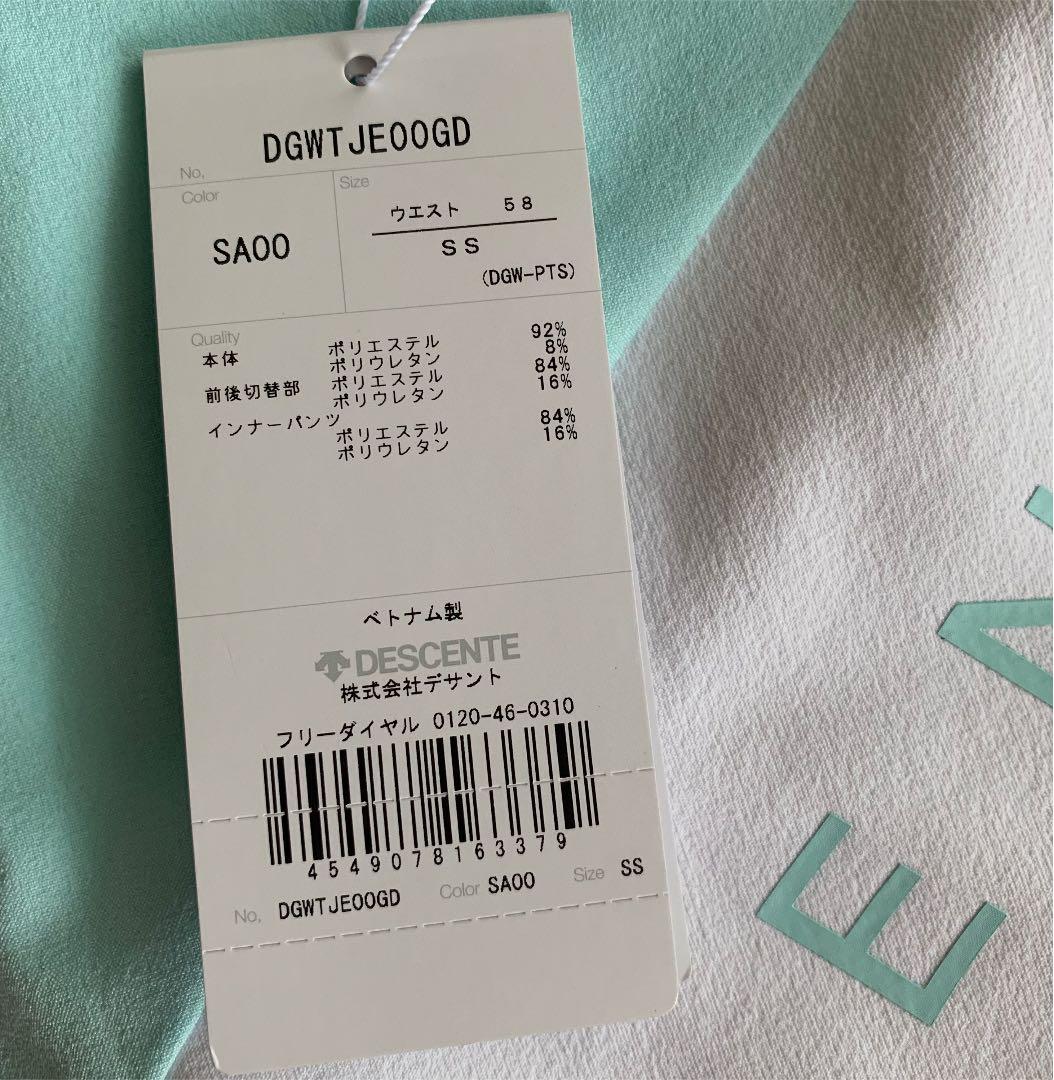 DGWTJE00GD
No,
Color
Size
SA00
ウエスト 58
SS
(DGW-PTS)
Quality
本体 ポリエステル 92%
ポリウレタン 8%
前後切替部 ポリエステル 84%
ポリウレタン 16%
インナーパンツ
ポリエステル 84%
ポリウレタン 16%
ベトナム製
DESCENTE
株式会社デサント
フリーダイヤル 0120-46-0310
4549078163379
No, DGWTJE00GD Color SA00 Size SS
E